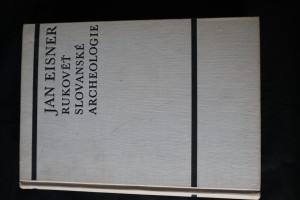 JAN EISNER
RUKOVĚŤ
SLOVANSKÉ
ARCHEOLOGIE